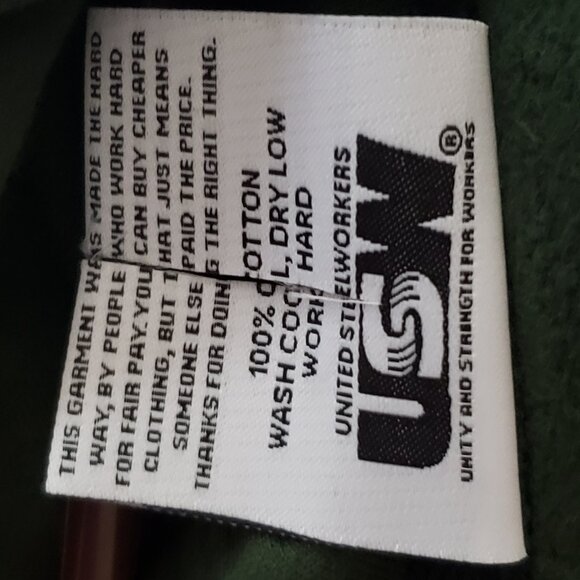 THIS GARMENT WAS MADE THE HARD
WAY, BY PEOPLE WHO WORK HARD
FOR FAIR PAY. YOU CAN BUY CHEAPER
CLOTHING, BUT THAT JUST MEANS
SOMEONE ELSE PAID THE PRICE.
THANKS FOR DOING THE RIGHT THING.
100% COTTON
WASH COOL, DRY LOW
WORK HARD
UNITED STEELWORKERS
USW®
UNITY AND STRENGTH FOR WORKERS